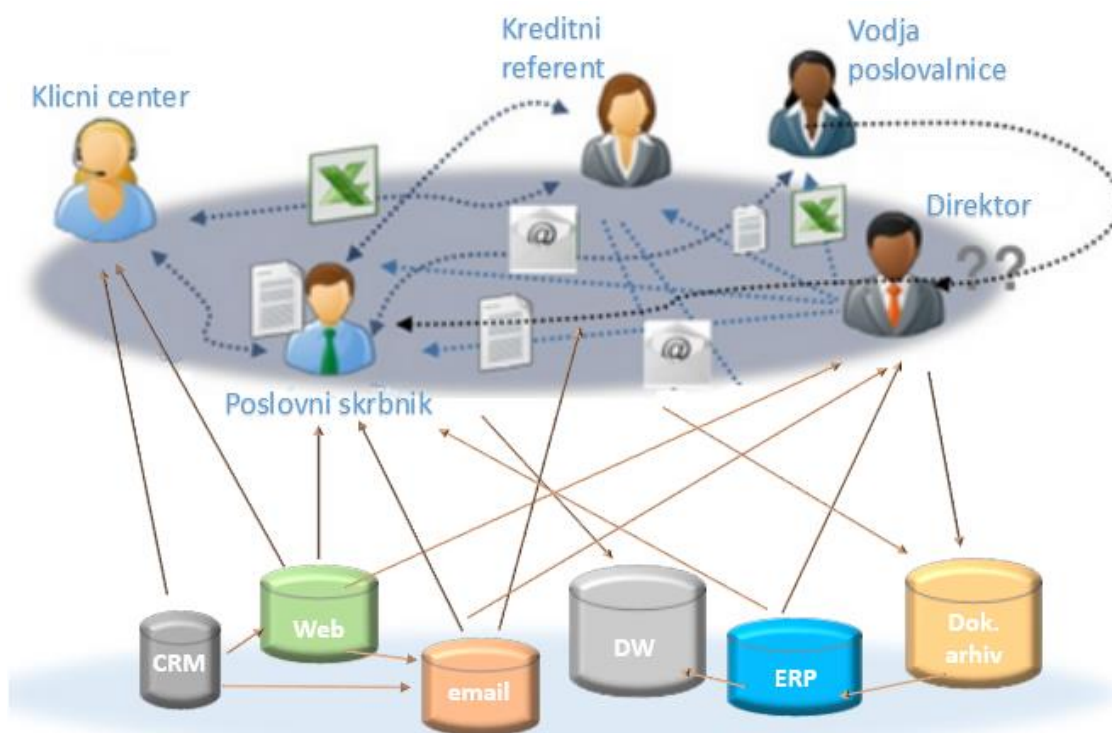 Kreditni
referent
Vodja
poslovalnice
Klicni center
Direktor
??
@
@
Poslovni skrbnik
Web
CRM
email
DW
ERP
Dok.
arhiv